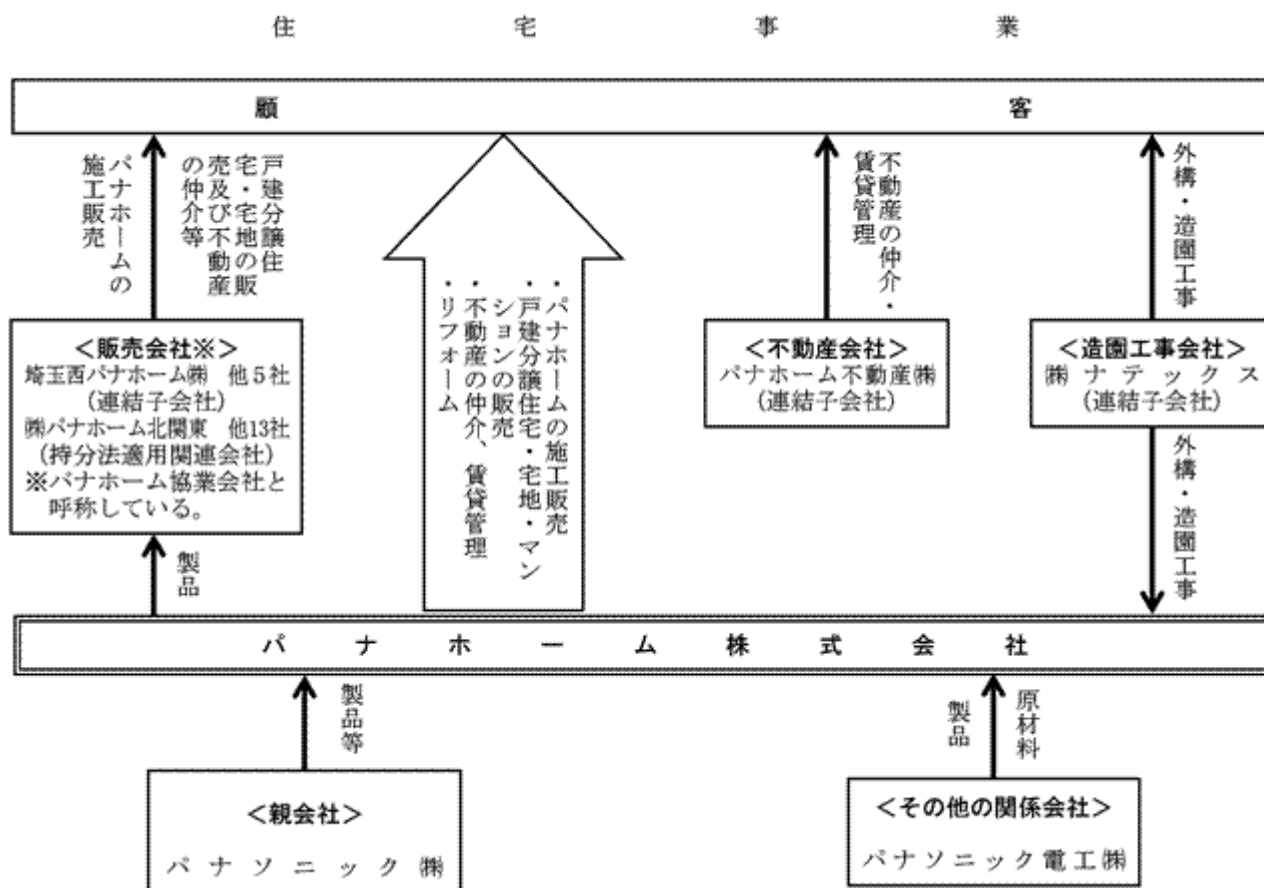 住宅事業
顧客
パナホームの
施工販売
戸建分譲住
宅・宅地の販
売及び不動産
の仲介等
不動産の仲介・
賃貸管理
外構・造園工事
・パナホームの施工販売
・戸建分譲住宅・宅地・マン
ションの販売
・不動産の仲介、賃貸管理
・リフォーム
＜販売会社※＞
埼玉西パナホーム㈱ 他5社
(連結子会社)
㈱パナホーム北関東 他13社
(持分法適用関連会社)
※パナホーム協業会社と
呼称している。
＜不動産会社＞
パナホーム不動産㈱
(連結子会社)
＜造園工事会社＞
㈱ナテックス
(連結子会社)
製品
外構・造園工事
パナホーム株式会社
製品等
製品
原材料
＜親会社＞
パナソニック㈱
＜その他の関係会社＞
パナソニック電工㈱